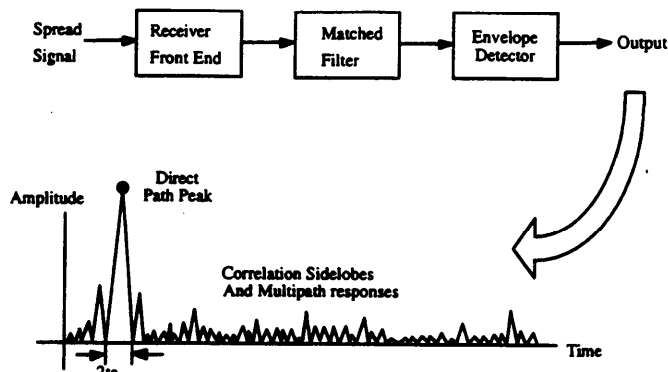 Spread
Signal
Receiver
Front End
Matched
Filter
Envelope
Detector
Output
Direct
Path Peak
Amplitude
Correlation Sidelobes
And Multipath responses
Time